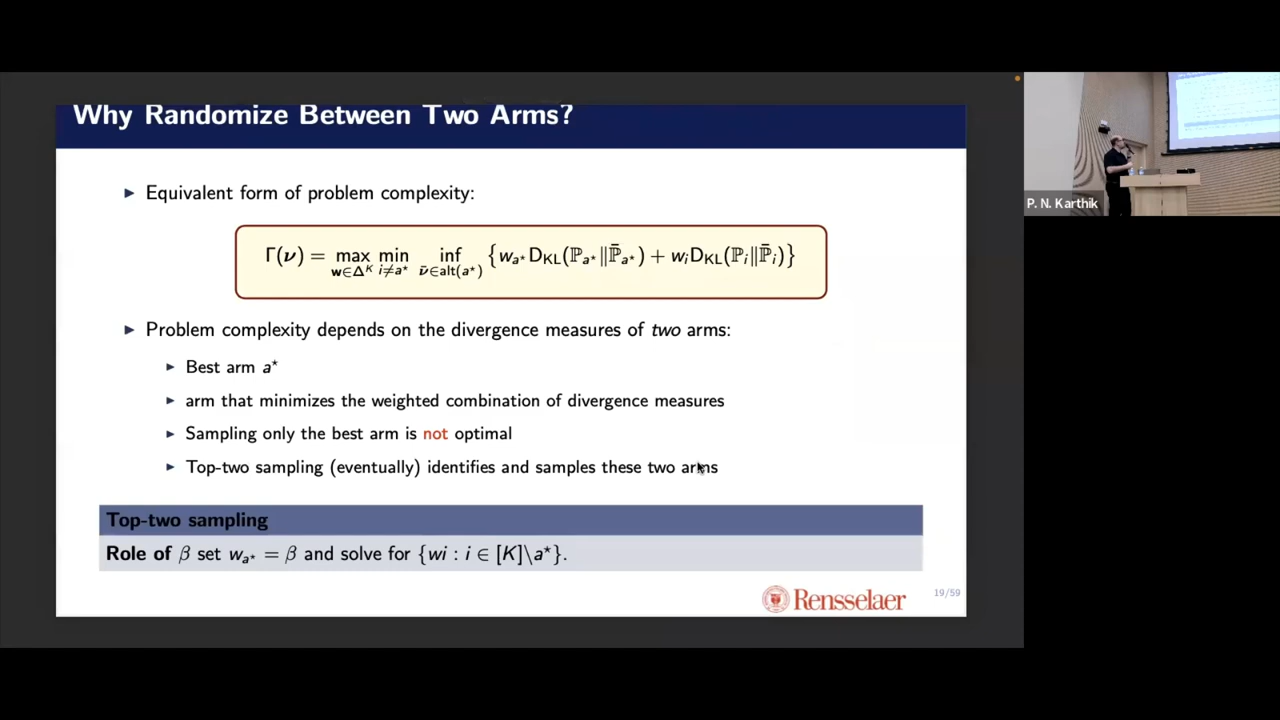 Why Randomize Between Two Arms?
► Equivalent form of problem complexity:
Γ(ν) = max min inf {w_{a⋆} D_KL(ℙ_{a⋆}‖ℙ̄_{a⋆}) + w_i D_KL(ℙ_i‖ℙ̄_i)}
w∈Δ^K i≠a⋆ ν̄∈alt(a⋆)
► Problem complexity depends on the divergence measures of two arms:
► Best arm a⋆
► arm that minimizes the weighted combination of divergence measures
► Sampling only the best arm is not optimal
► Top-two sampling (eventually) identifies and samples these two arms
Top-two sampling
Role of β set w_{a⋆} = β and solve for {wi : i ∈ [K]\a⋆}.
Rensselaer
19/59
P. N. Karthik